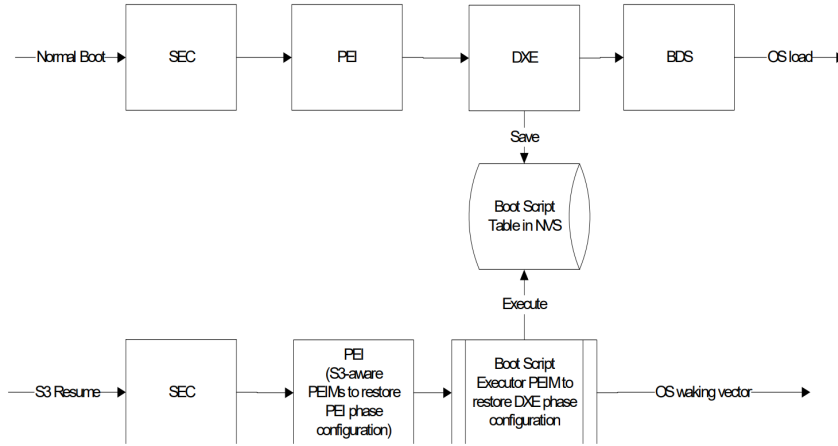 Normal Boot
SEC
PEI
DXE
BDS
OS load
Save
Boot Script
Table in NVS
Execute
S3 Resume
SEC
PEI
(S3-aware
PEIMs to restore
PEI phase
configuration)
Boot Script
Executor PEIM to
restore DXE phase
configuration
OS waking vector